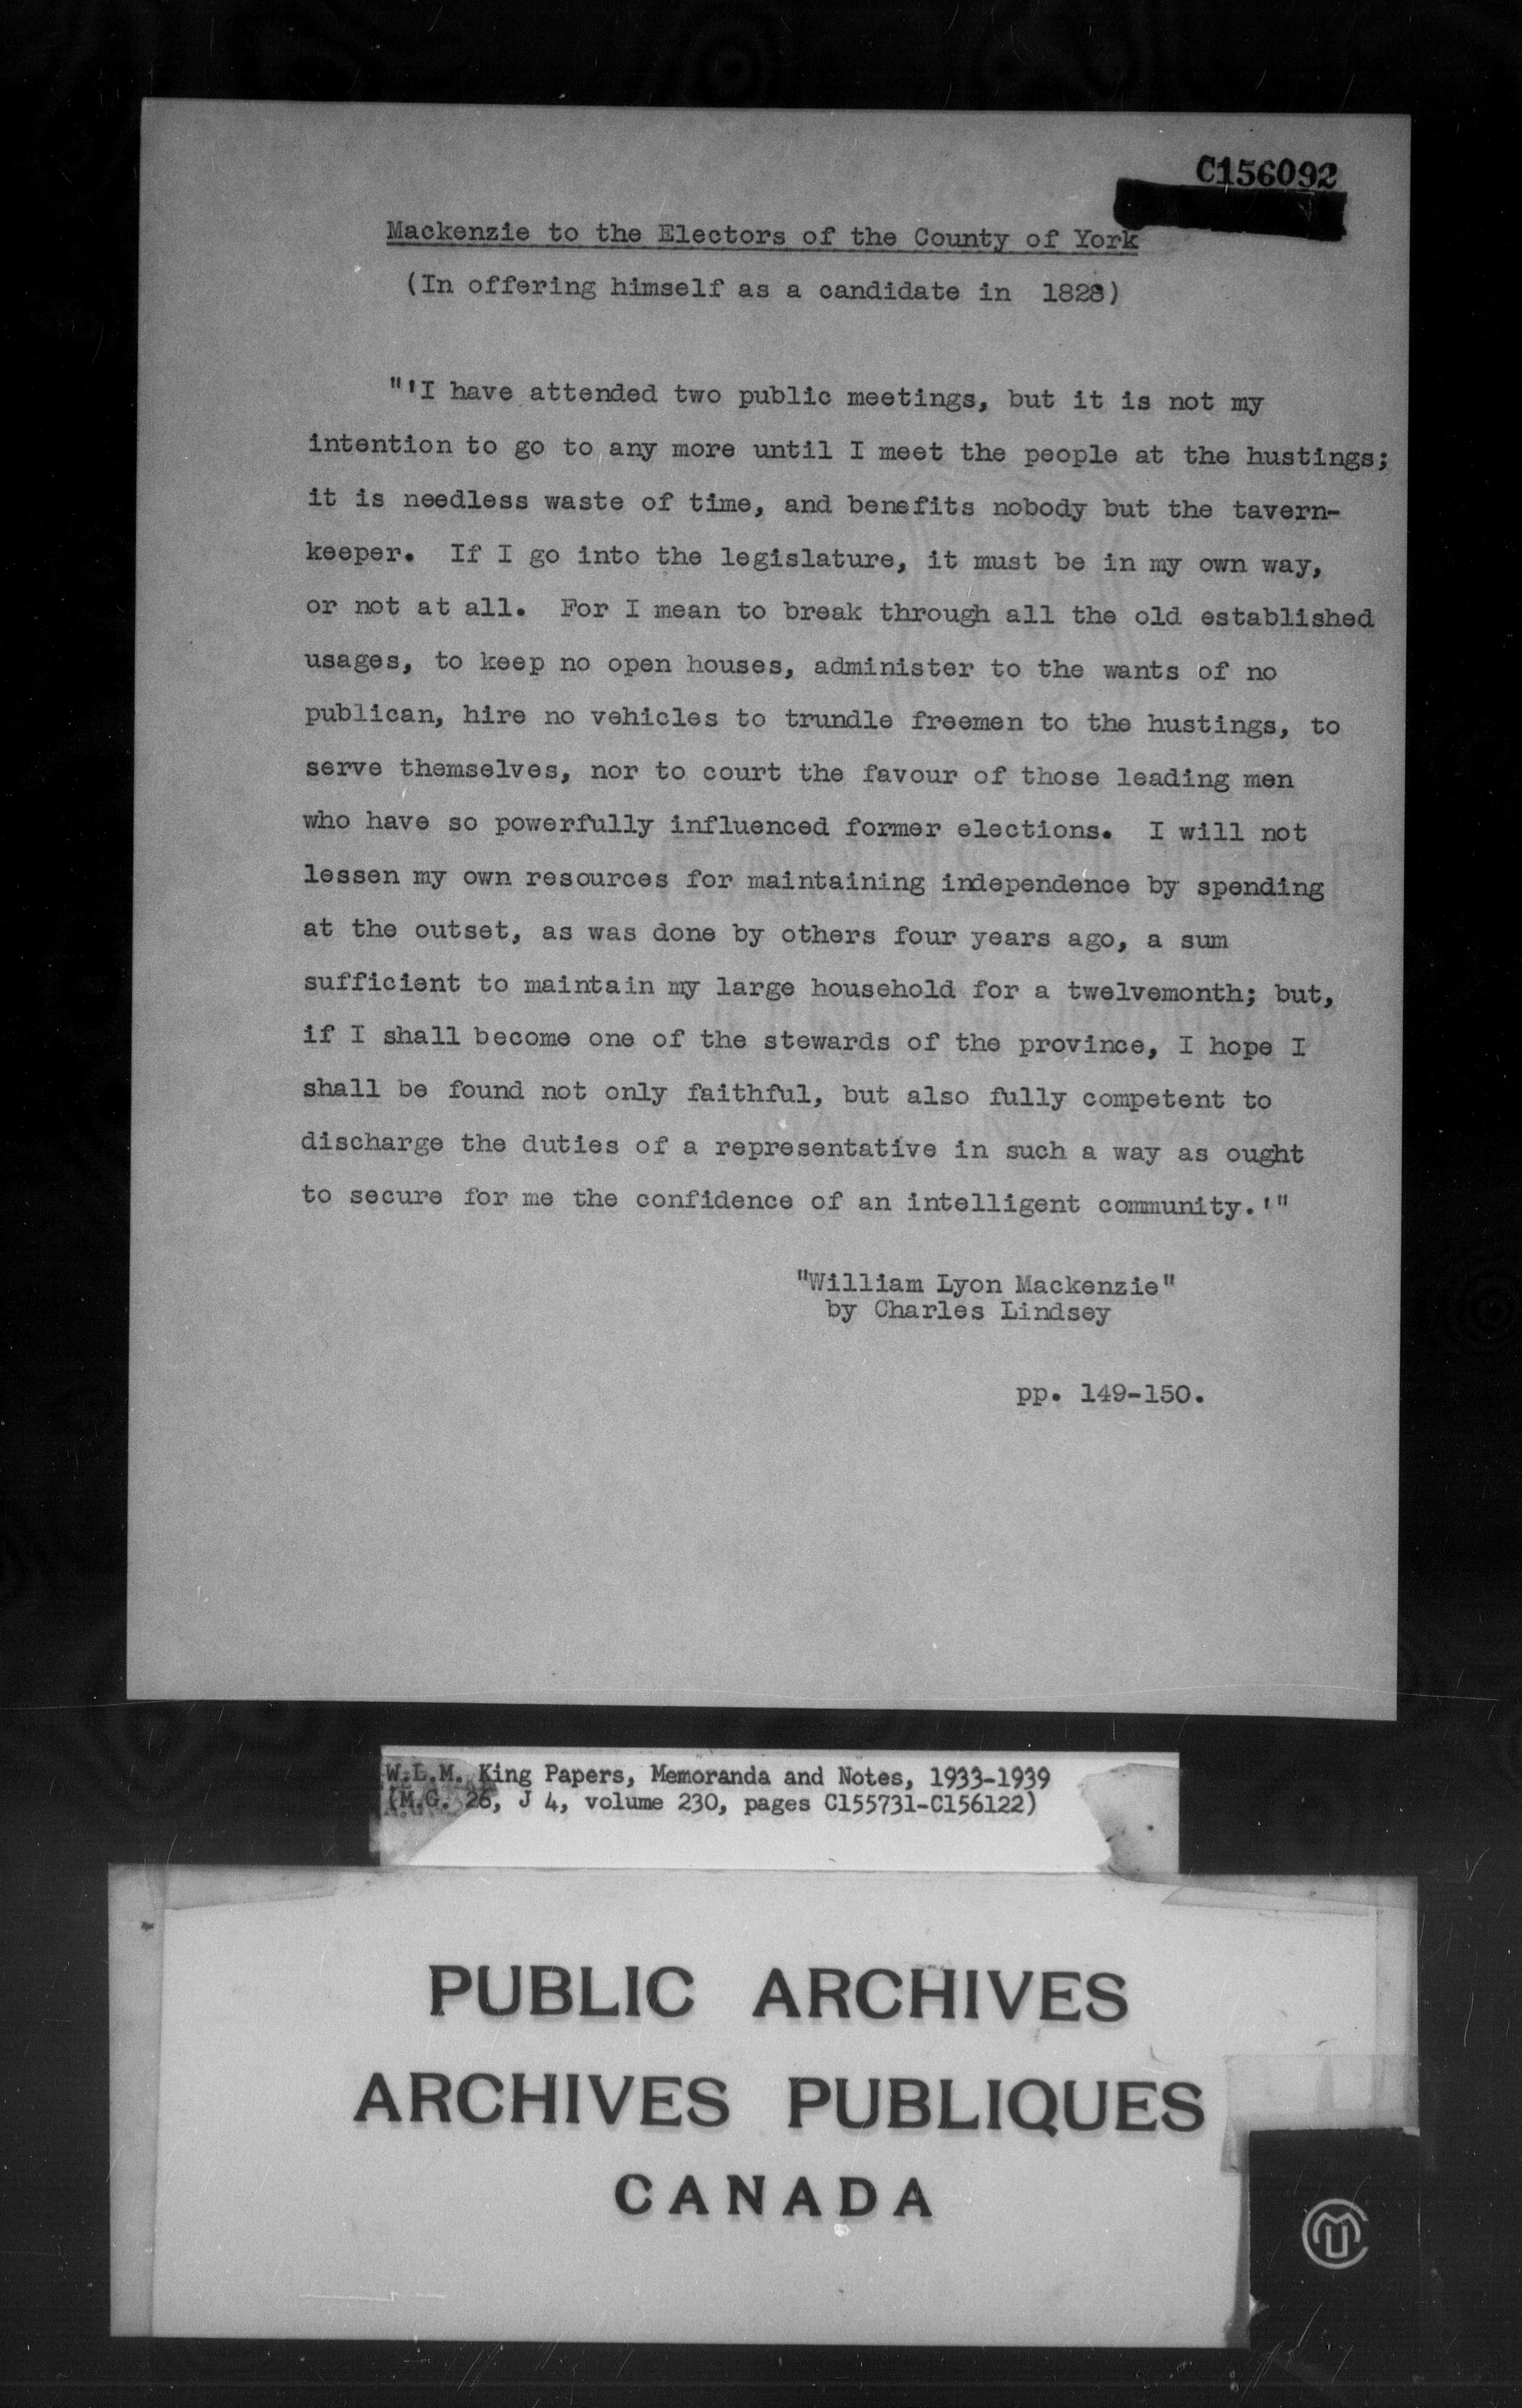 C156092
Mackenzie to the Electors of the County of York
(In offering himself as a candidate in 1828)
"'I have attended two public meetings, but it is not my
intention to go to any more until I meet the people at the hustings;
it is needless waste of time, and benefits nobody but the tavern-
keeper. If I go into the legislature, it must be in my own way,
or not at all. For I mean to break through all the old established
usages, to keep no open houses, administer to the wants of no
publican, hire no vehicles to trundle freemen to the hustings, to
serve themselves, nor to court the favour of those leading men
who have so powerfully influenced former elections. I will not
lessen my own resources for maintaining independence by spending
at the outset, as was done by others four years ago, a sum
sufficient to maintain my large household for a twelvemonth; but,
if I shall become one of the stewards of the province, I hope I
shall be found not only faithful, but also fully competent to
discharge the duties of a representative in such a way as ought
to secure for me the confidence of an intelligent community.'"
"William Lyon Mackenzie"
by Charles Lindsey
pp. 149-150.
W.L.M. King Papers, Memoranda and Notes, 1933-1939
(M.G. 26, J 4, volume 230, pages C155731-C156122)
PUBLIC ARCHIVES
ARCHIVES PUBLIQUES
CANADA